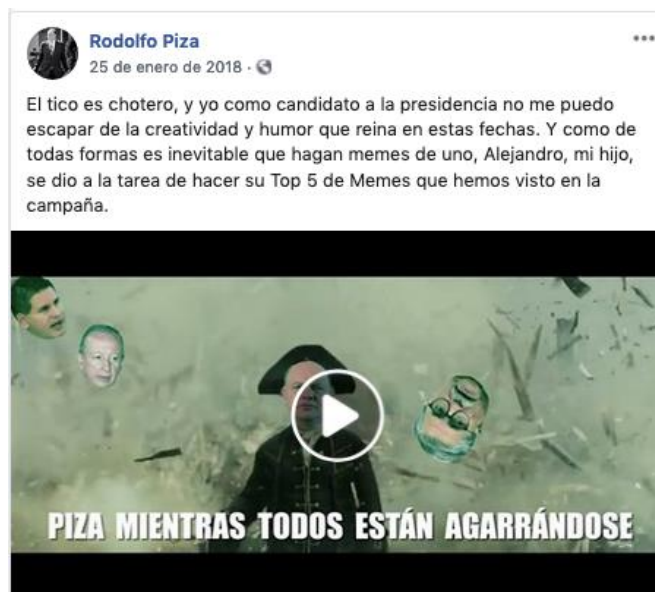 Rodolfo Piza
25 de enero de 2018
El tico es chotero, y yo como candidato a la presidencia no me puedo
escapar de la creatividad y humor que reina en estas fechas. Y como de
todas formas es inevitable que hagan memes de uno, Alejandro, mi hijo,
se dio a la tarea de hacer su Top 5 de Memes que hemos visto en la
campaña.
PIZA MIENTRAS TODOS ESTÁN AGARRÁNDOSE